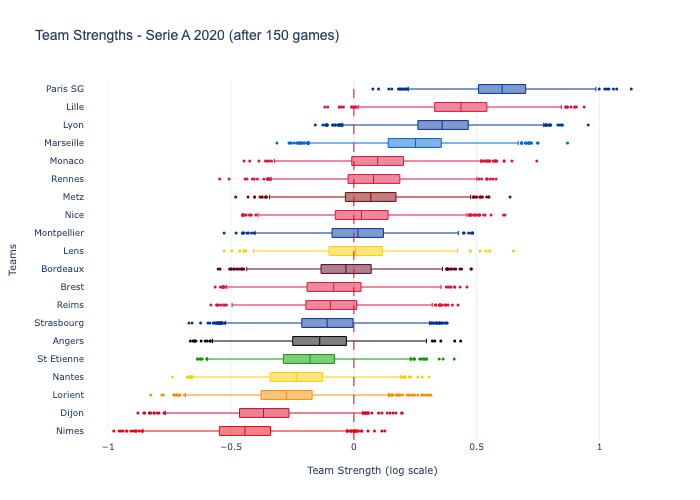 Team Strengths - Serie A 2020 (after 150 games)
Paris SG
Lille
Lyon
Marseille
Monaco
Rennes
Metz
Nice
Montpellier
Lens
Bordeaux
Brest
Reims
Strasbourg
Angers
St Etienne
Nantes
Lorient
Dijon
Nimes
Teams
−1 −0.5 0 0.5 1
Team Strength (log scale)